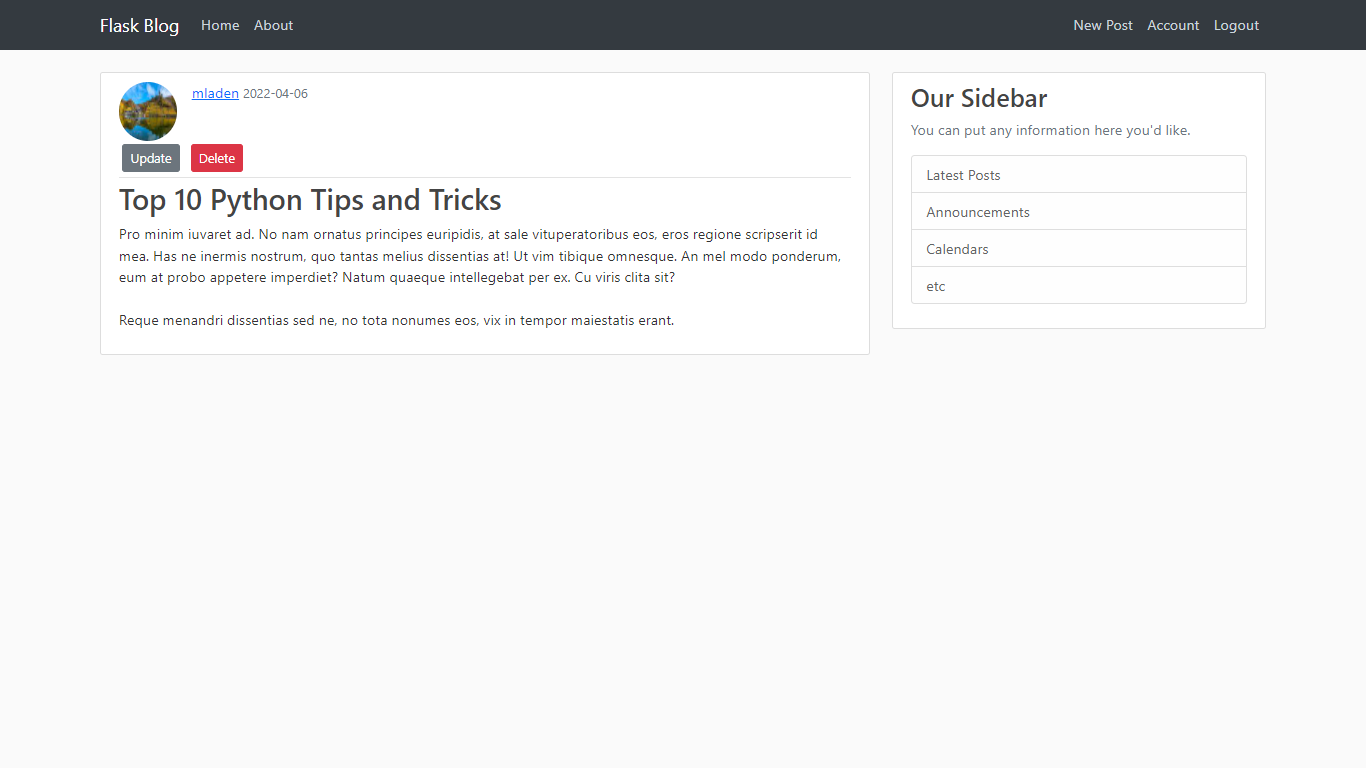 Flask Blog Home About New Post Account Logout
mladen 2022-04-06
Update Delete
Top 10 Python Tips and Tricks
Pro minim iuvaret ad. No nam ornatus principes euripidis, at sale vituperatoribus eos, eros regione scripserit id
mea. Has ne inermis nostrum, quo tantas melius dissentias at! Ut vim tibique omnesque. An mel modo ponderum,
eum at probo appetere imperdiet? Natum quaeque intellegebat per ex. Cu viris clita sit?
Reque menandri dissentias sed ne, no tota nonumes eos, vix in tempor maiestatis erant.
Our Sidebar
You can put any information here you'd like.
Latest Posts
Announcements
Calendars
etc